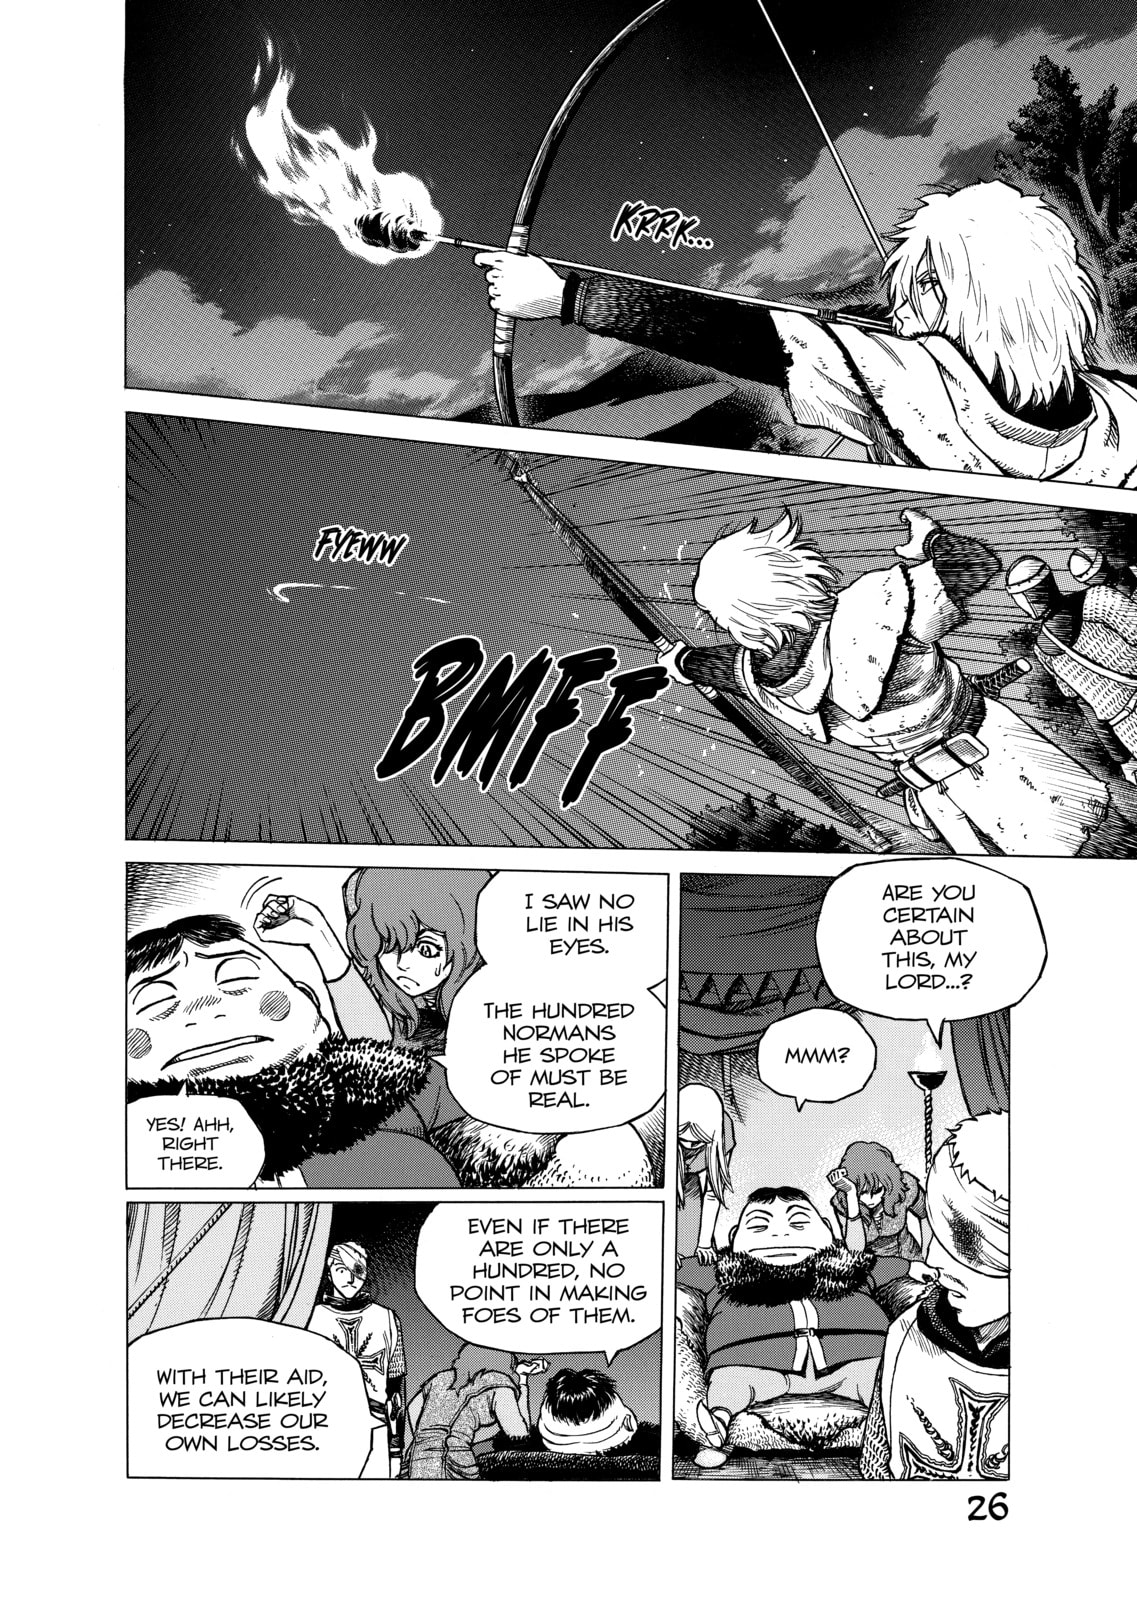 KRRK...
FYEWW
BMFF
ARE YOU
CERTAIN
ABOUT
THIS, MY
LORD...?
MMM?
I SAW NO
LIE IN HIS
EYES.
THE HUNDRED
NORMANS
HE SPOKE
OF MUST BE
REAL.
YES! AHH,
RIGHT
THERE.
EVEN IF THERE
ARE ONLY A
HUNDRED, NO
POINT IN MAKING
FOES OF THEM.
WITH THEIR AID,
WE CAN LIKELY
DECREASE OUR
OWN LOSSES.
26